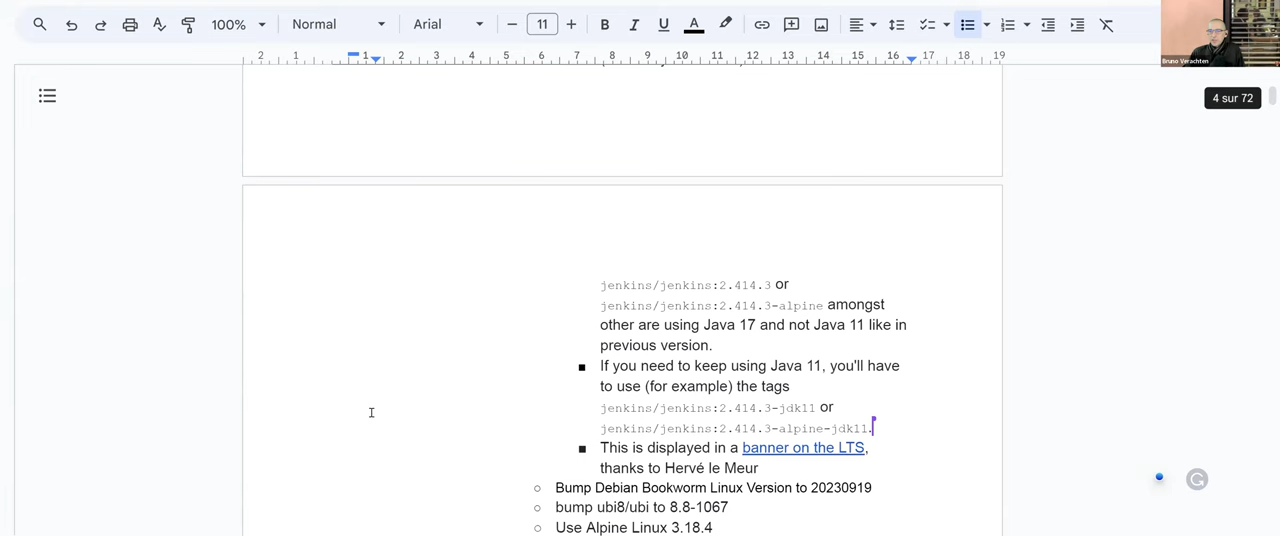 100% Normal Arial 11 B I U A
Bruno Verachten
2 1 1 2 3 4 5 6 7 8 9 10 11 12 13 14 15 16 17 18 19
4 sur 72
jenkins/jenkins:2.414.3 or
jenkins/jenkins:2.414.3-alpine amongst
other are using Java 17 and not Java 11 like in
previous version.
■ If you need to keep using Java 11, you'll have
to use (for example) the tags
jenkins/jenkins:2.414.3-jdk11 or
jenkins/jenkins:2.414.3-alpine-jdk11.
■ This is displayed in a banner on the LTS,
thanks to Hervé le Meur
○ Bump Debian Bookworm Linux Version to 20230919
○ bump ubi8/ubi to 8.8-1067
○ Use Alpine Linux 3.18.4